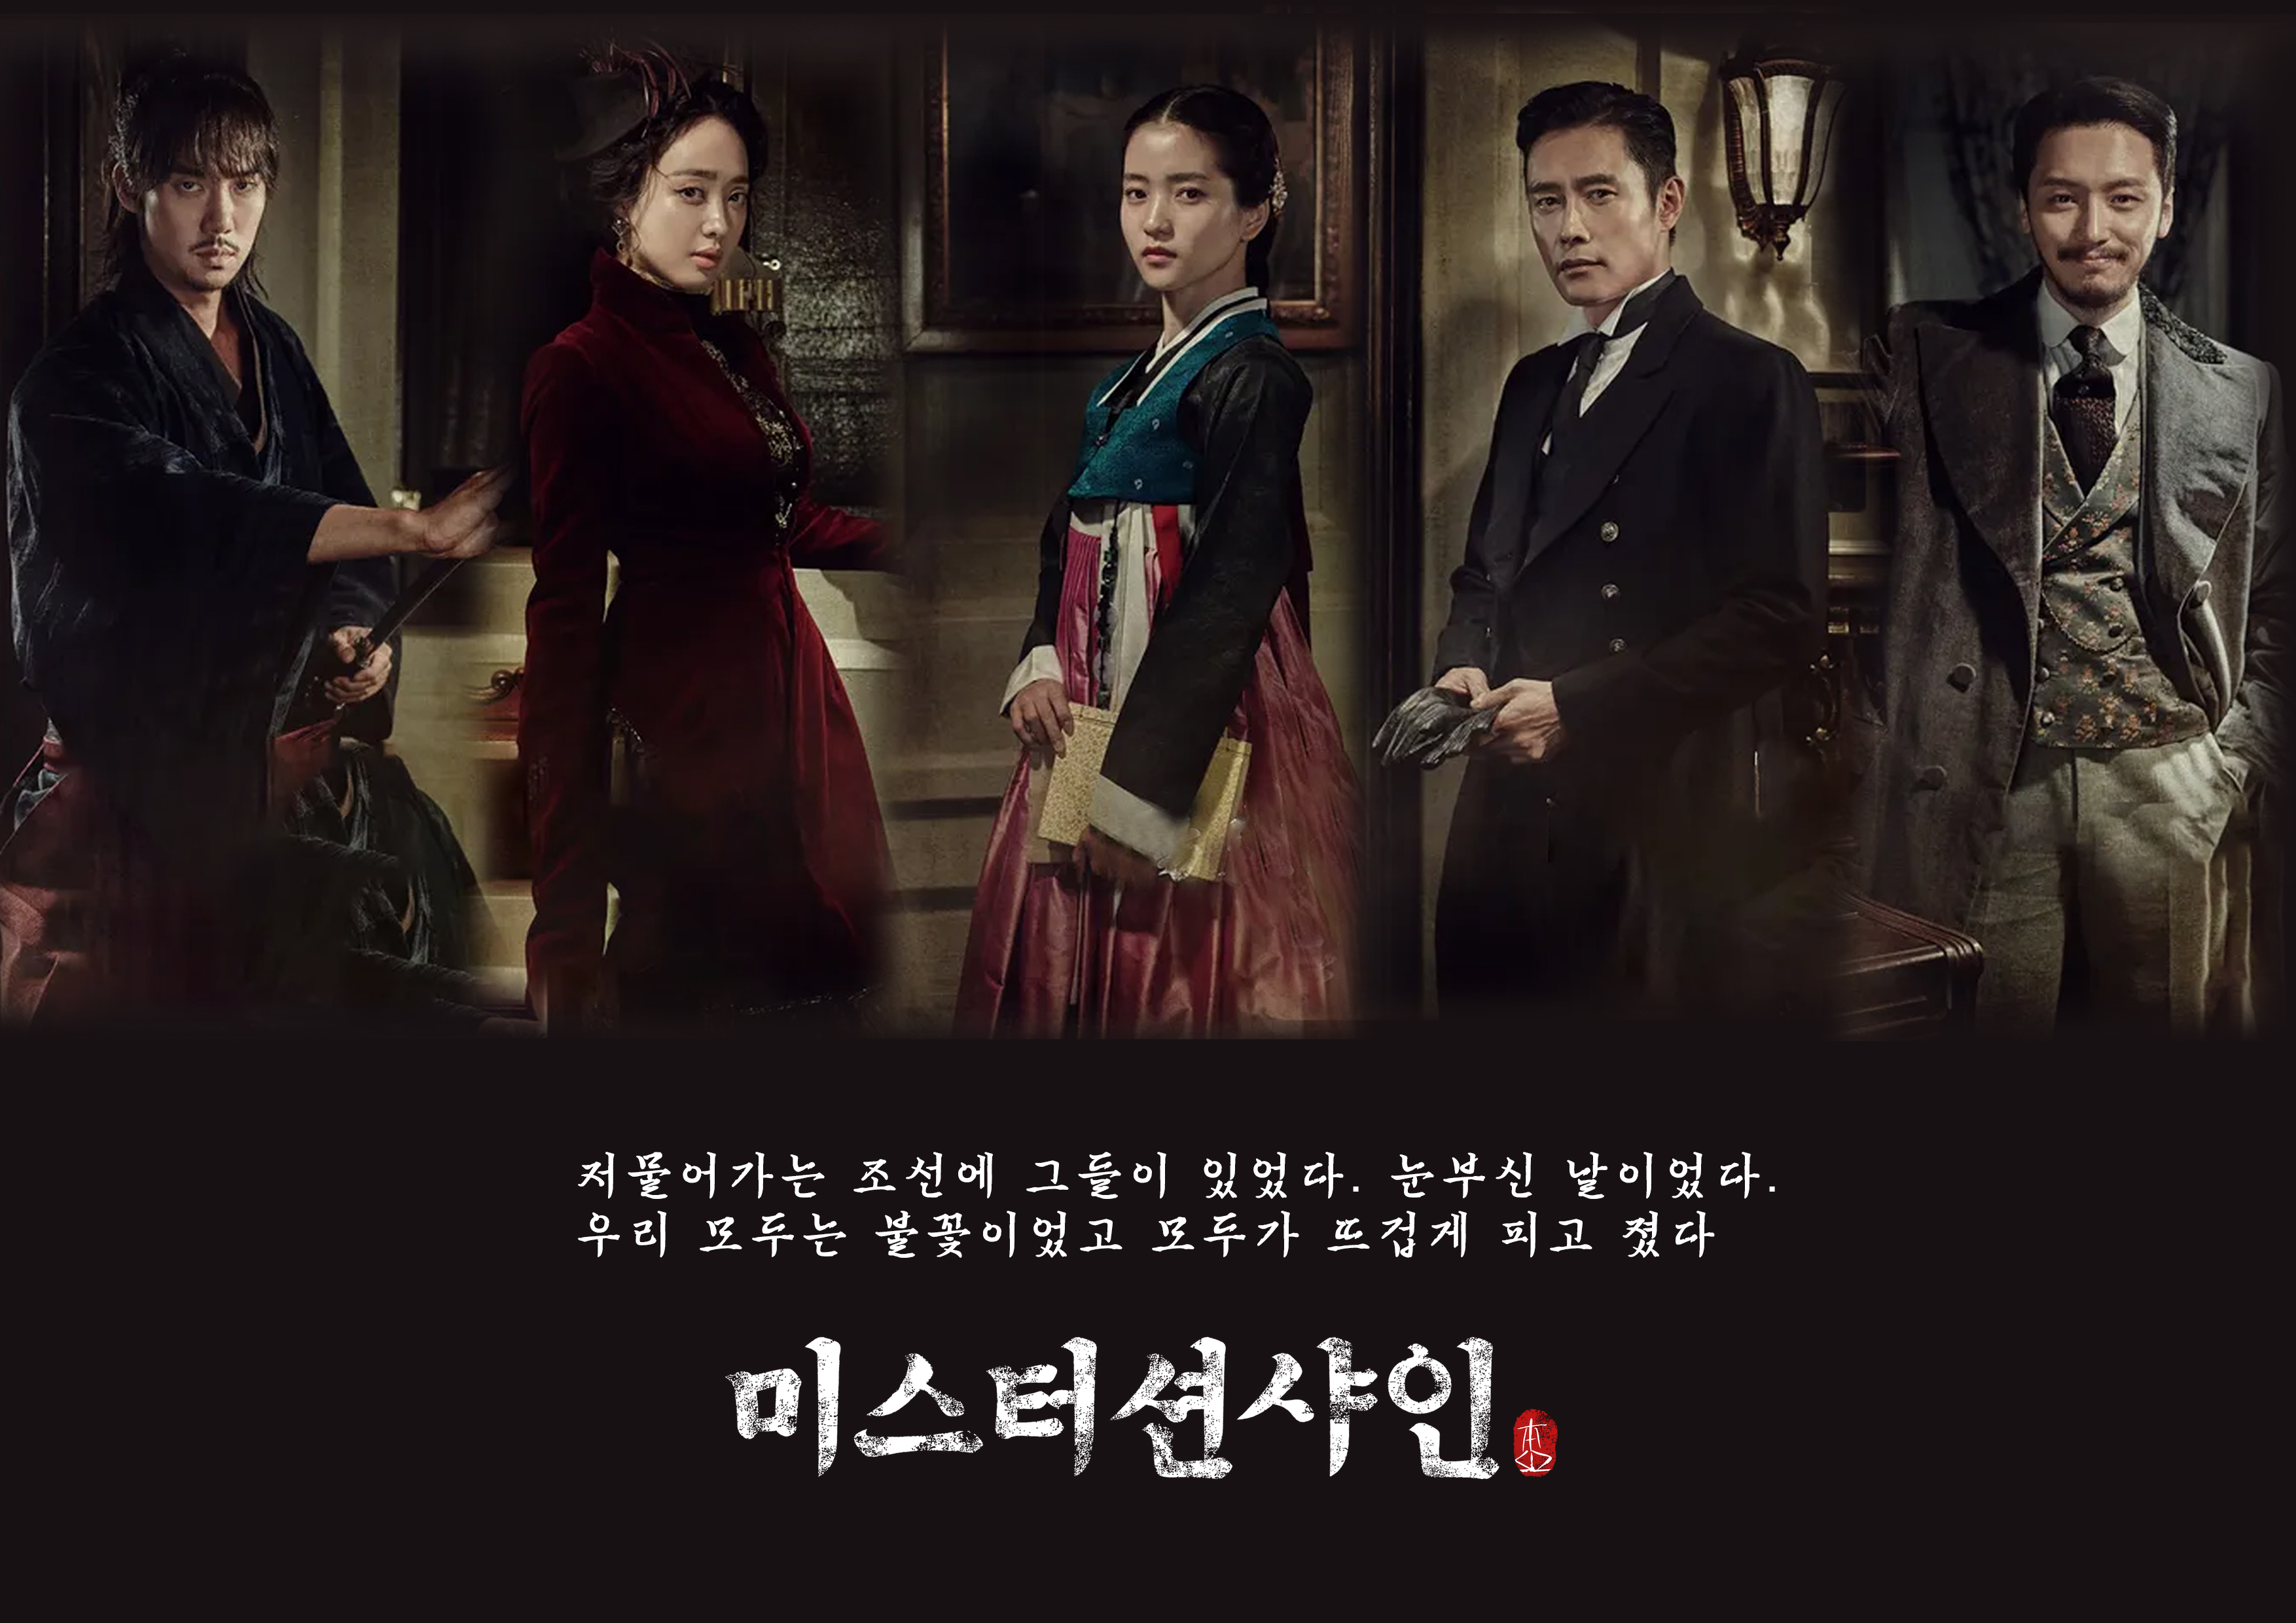 저물어가는 조선에 그들이 있었다. 눈부신 날이었다.
우리 모두는 불꽃이었고 모두가 뜨겁게 피고 졌다
미스터션샤인